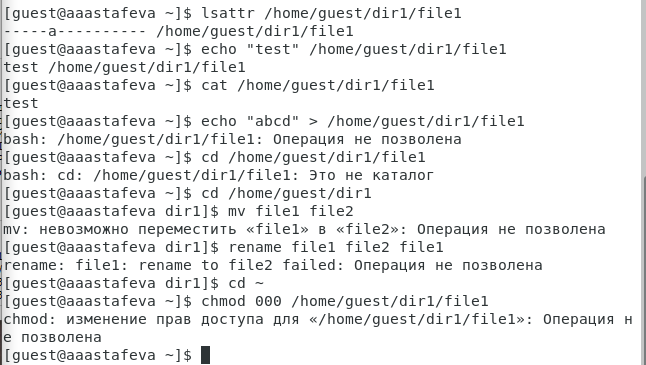 [guest@aaastafeva ~]$ lsattr /home/guest/dir1/file1
-----a---------- /home/guest/dir1/file1
[guest@aaastafeva ~]$ echo "test" /home/guest/dir1/file1
test /home/guest/dir1/file1
[guest@aaastafeva ~]$ cat /home/guest/dir1/file1
test
[guest@aaastafeva ~]$ echo "abcd" > /home/guest/dir1/file1
bash: /home/guest/dir1/file1: Операция не позволена
[guest@aaastafeva ~]$ cd /home/guest/dir1/file1
bash: cd: /home/guest/dir1/file1: Это не каталог
[guest@aaastafeva ~]$ cd /home/guest/dir1
[guest@aaastafeva dir1]$ mv file1 file2
mv: невозможно переместить «file1» в «file2»: Операция не позволена
[guest@aaastafeva dir1]$ rename file1 file2 file1
rename: file1: rename to file2 failed: Операция не позволена
[guest@aaastafeva dir1]$ cd ~
[guest@aaastafeva ~]$ chmod 000 /home/guest/dir1/file1
chmod: изменение прав доступа для «/home/guest/dir1/file1»: Операция н
е позволена
[guest@aaastafeva ~]$